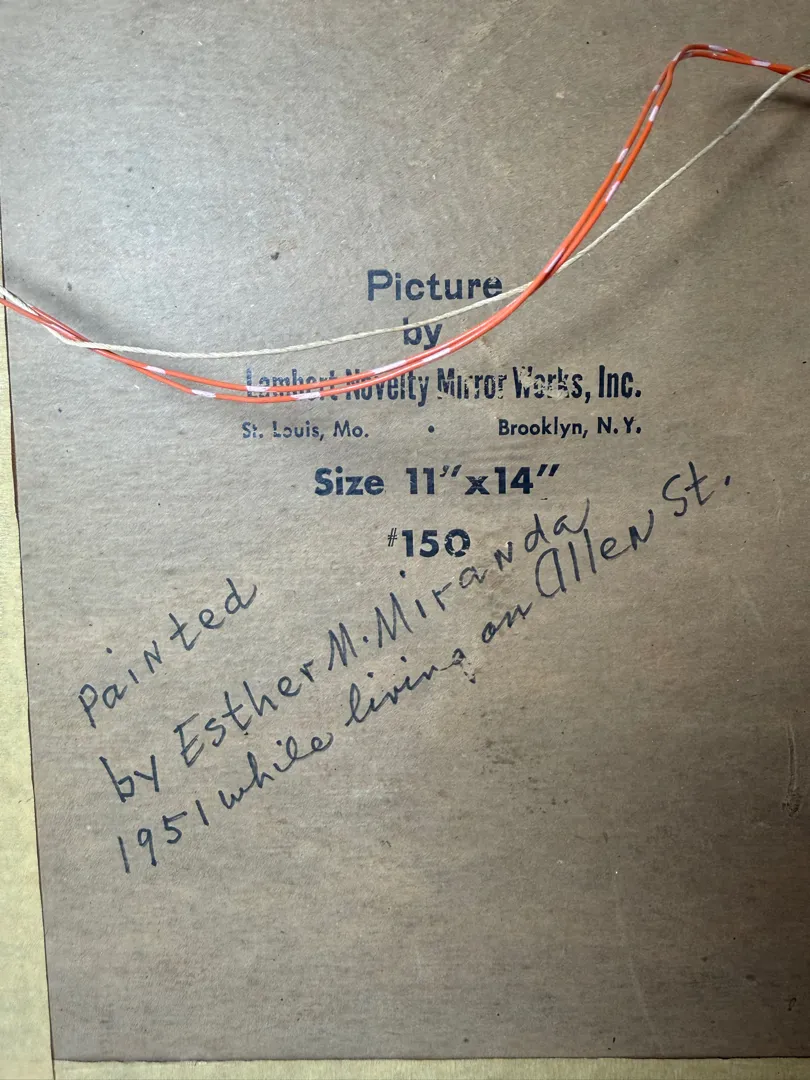 Picture
by
Lambert Novelty Mirror Works, Inc.
St. Louis, Mo. • Brooklyn, N.Y.
Size 11"x14"
#150
Painted
by Esther M. Miranda
1951 while living on Allen St.